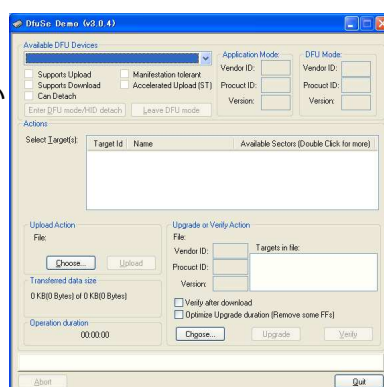 DfuSe Demo (v3.0.4)
Available DFU Devices
Supports Upload
Supports Download
Can Detach
Manifestation tolerant
Accelerated Upload (ST)
Enter DFU mode/HID detach
Leave DFU mode
Application Mode:
Vendor ID:
Procuct ID:
Version:
DFU Mode:
Vendor ID:
Procuct ID:
Version:
Actions
Select Target(s):
Target Id Name Available Sectors (Double Click for more)
Upload Action
File:
Choose...
Upload
Transferred data size
0 KB(0 Bytes) of 0 KB(0 Bytes)
Operation duration
00:00:00
Upgrade or Verify Action
File:
Vendor ID:
Procuct ID:
Version:
Targets in file:
Verify after download
Optimize Upgrade duration (Remove some FFs)
Choose...
Upgrade
Verify
Abort
Quit